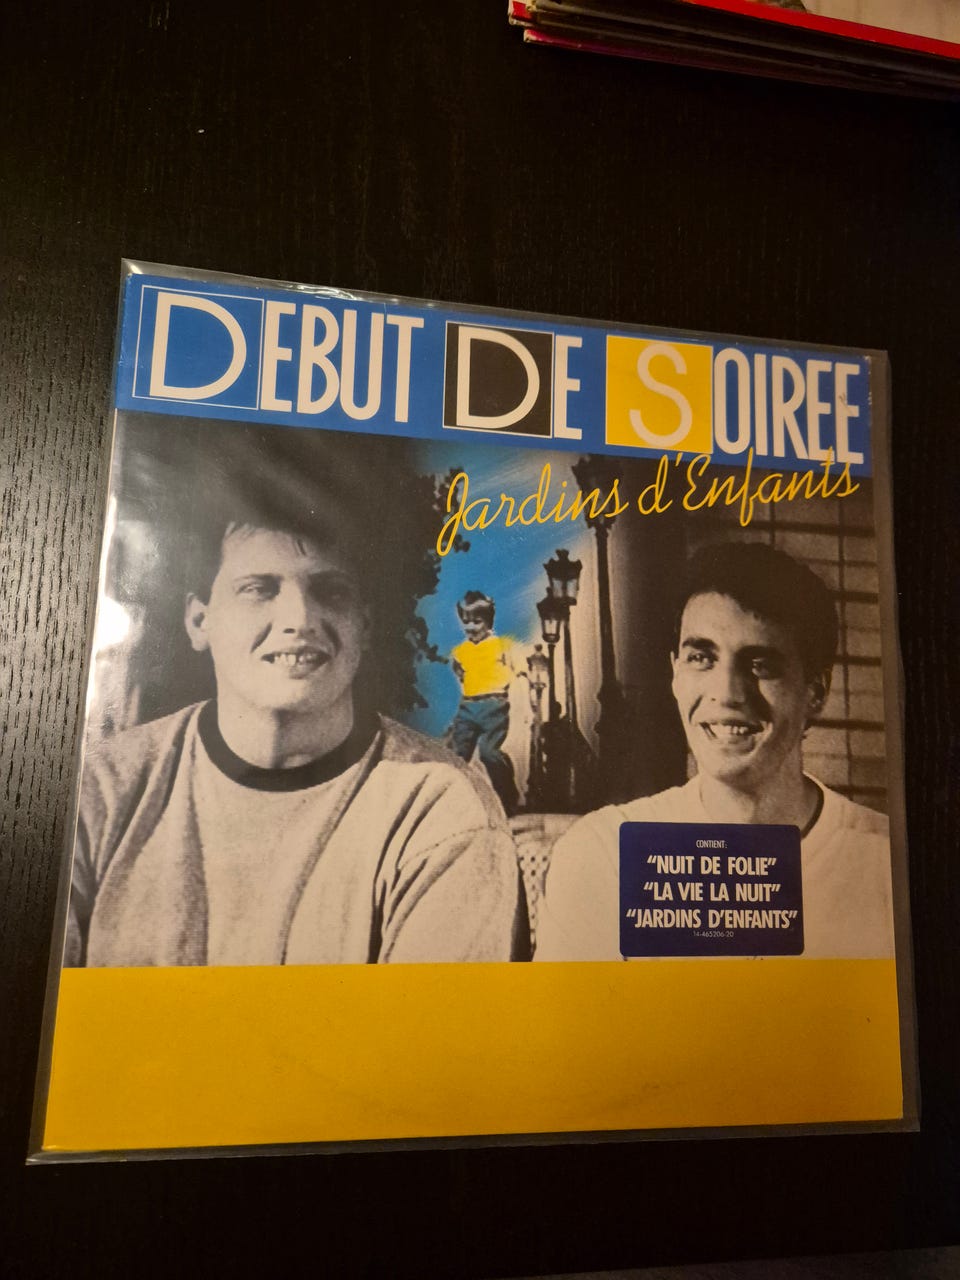 DEBUT DE SOIREE
Jardins d'Enfants
CONTIENT:
"NUIT DE FOLIE"
"LA VIE LA NUIT"
"JARDINS D'ENFANTS"
14-465206-20